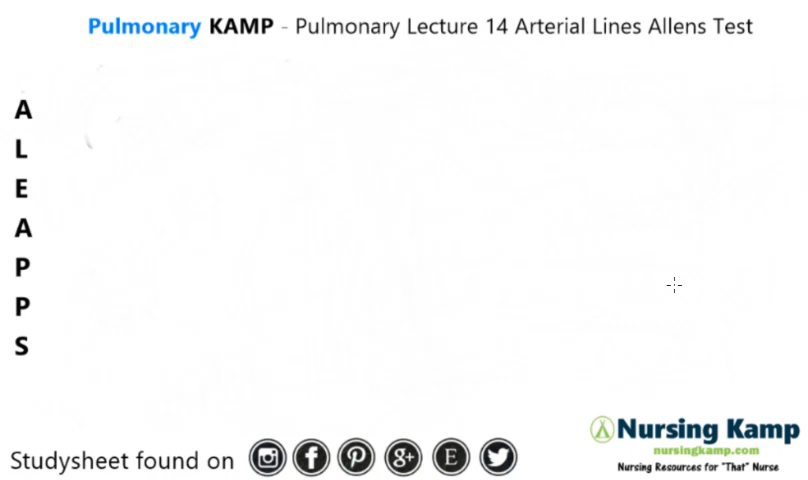 Pulmonary KAMP - Pulmonary Lecture 14 Arterial Lines Allens Test
A
L
E
A
P
P
S
Nursing Kamp
nursingkamp.com
Nursing Resources for "That" Nurse
Studysheet found on